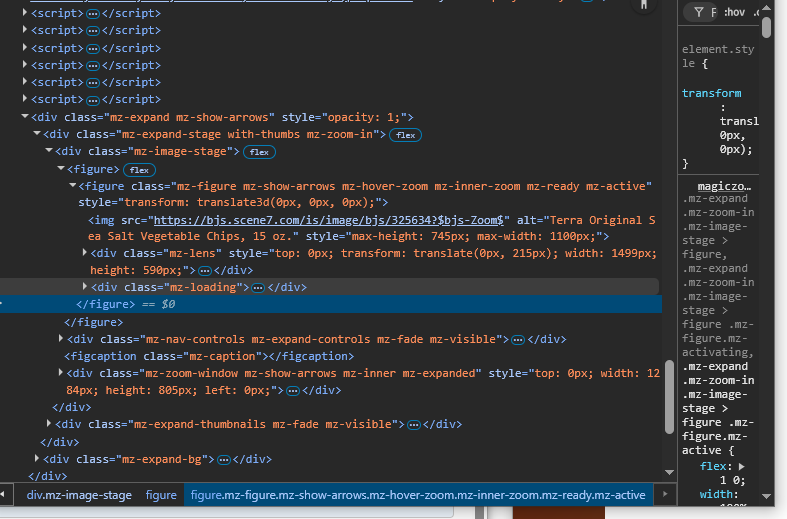 <script>…</script>
<script>…</script>
<script>…</script>
<script>…</script>
<script>…</script>
<script>…</script>
<div class="mz-expand mz-show-arrows" style="opacity: 1;">
<div class="mz-expand-stage with-thumbs mz-zoom-in"> flex
<div class="mz-image-stage"> flex
<figure> flex
<figure class="mz-figure mz-show-arrows mz-hover-zoom mz-inner-zoom mz-ready mz-active"
style="transform: translate3d(0px, 0px, 0px);">
<img src="https://bjs.scene7.com/is/image/bjs/325634?$bjs-Zoom$" alt="Terra Original S
ea Salt Vegetable Chips, 15 oz." style="max-height: 745px; max-width: 1100px;">
<div class="mz-lens" style="top: 0px; transform: translate(0px, 215px); width: 1499px;
height: 590px;">…</div>
<div class="mz-loading">…</div>
</figure> == $0
</figure>
<div class="mz-nav-controls mz-expand-controls mz-fade mz-visible">…</div>
<figcaption class="mz-caption"></figcaption>
<div class="mz-zoom-window mz-show-arrows mz-inner mz-expanded" style="top: 0px; width: 12
84px; height: 805px; left: 0px;">…</div>
</div>
<div class="mz-expand-thumbnails mz-fade mz-visible">…</div>
</div>
<div class="mz-expand-bg">…</div>
</div>
div.mz-image-stage figure figure.mz-figure.mz-show-arrows.mz-hover-zoom.mz-inner-zoom.mz-ready.mz-active
F :hov .c
element.sty
le {
transform
:
transl
0px,
0px);
}
magiczo…
.mz-expand
.mz-zoom-in
.mz-image-
stage >
figure,
.mz-expand
.mz-zoom-in
.mz-image-
stage >
figure .mz-
figure.mz-
activating,
.mz-expand
.mz-zoom-in
.mz-image-
stage >
figure .mz-
figure.mz-
active {
flex:
1 0;
width: